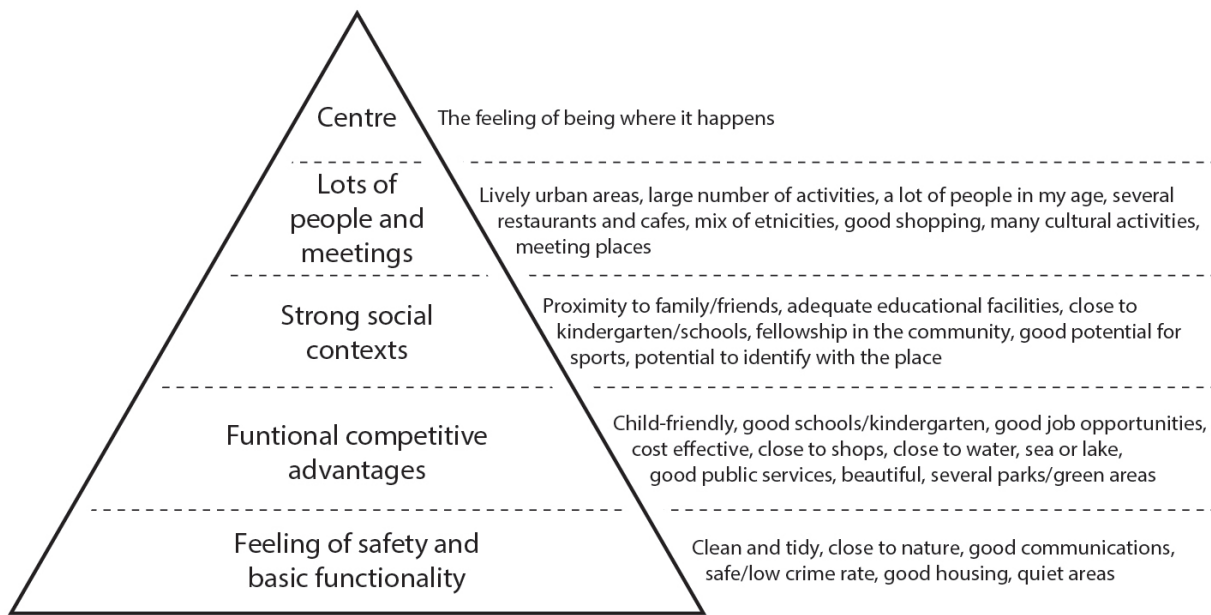 Centre
The feeling of being where it happens
Lots of
people and
meetings
Lively urban areas, large number of activities, a lot of people in my age, several
restaurants and cafes, mix of etnicities, good shopping, many cultural activities,
meeting places
Strong social
contexts
Proximity to family/friends, adequate educational facilities, close to
kindergarten/schools, fellowship in the community, good potential for
sports, potential to identify with the place
Funtional competitive
advantages
Child-friendly, good schools/kindergarten, good job opportunities,
cost effective, close to shops, close to water, sea or lake,
good public services, beautiful, several parks/green areas
Feeling of safety and
basic functionality
Clean and tidy, close to nature, good communications,
safe/low crime rate, good housing, quiet areas